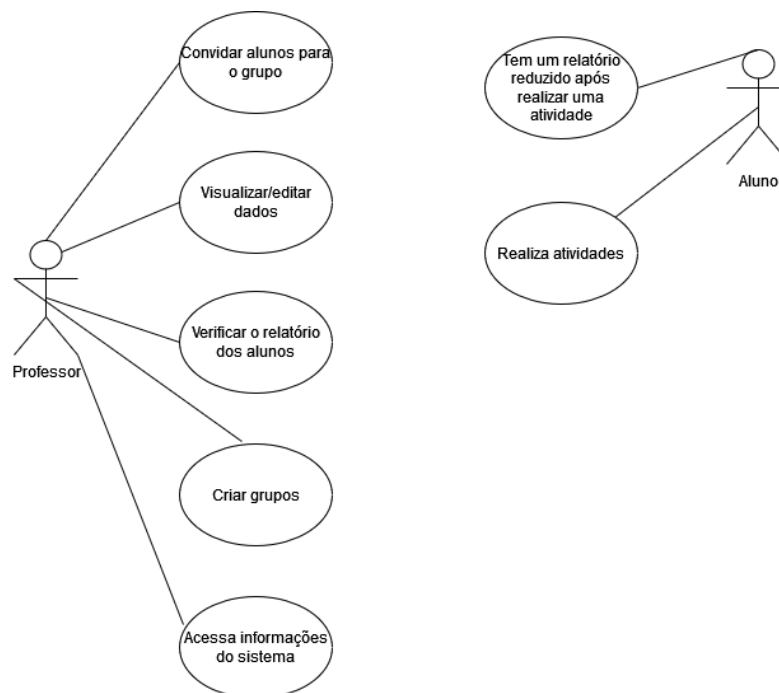 Convidar alunos para
o grupo
Visualizar/editar
dados
Verificar o relatório
dos alunos
Professor
Criar grupos
Acessa informações
do sistema
Tem um relatório
reduzido após
realizar uma
atividade
Aluno
Realiza atividades